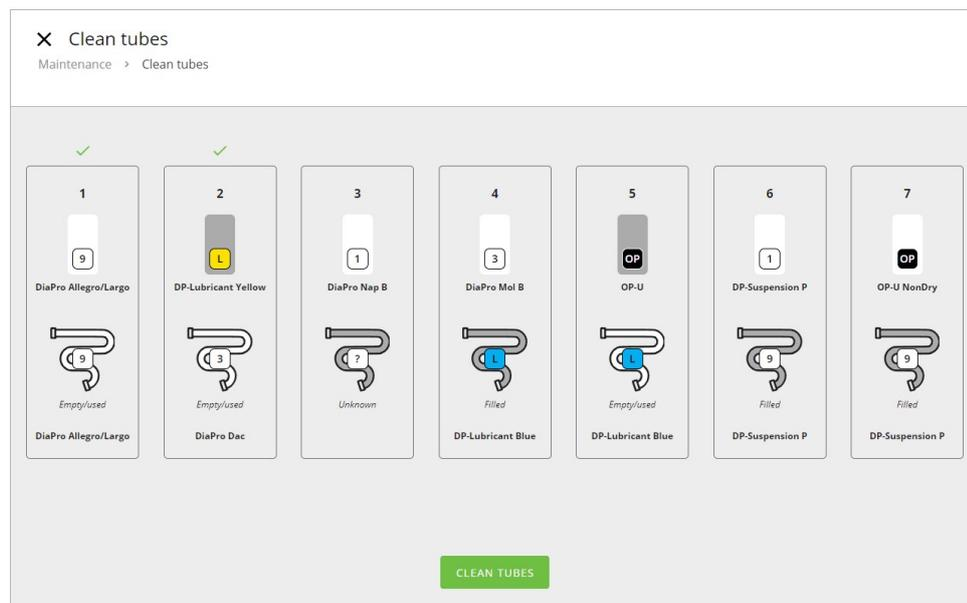 Clean tubes
Maintenance > Clean tubes
1 2 3 4 5 6 7
9 L 1 3 OP 1 OP
DiaPro Allegro/Largo DP-Lubricant Yellow DiaPro Nap B DiaPro Mol B OP-U DP-Suspension P OP-U NonDry
9 3 ? L L 9 9
Empty/used Empty/used Unknown Filled Empty/used Filled Filled
DiaPro Allegro/Largo DiaPro Dac DP-Lubricant Blue DP-Lubricant Blue DP-Suspension P DP-Suspension P
CLEAN TUBES